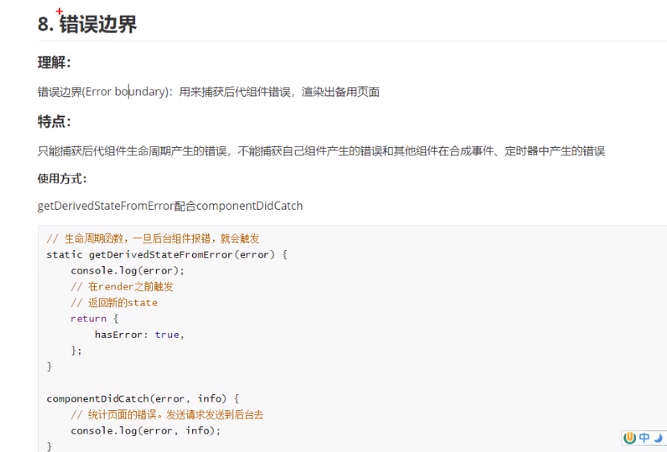 8. 错误边界
理解：
错误边界(Error boundary)：用来捕获后代组件错误，渲染出备用页面
特点：
只能捕获后代组件生命周期产生的错误，不能捕获自己组件产生的错误和其他组件在合成事件、定时器中产生的错误
使用方式：
getDerivedStateFromError配合componentDidCatch
// 生命周期函数，一旦后台组件报错，就会触发
static getDerivedStateFromError(error) {
    console.log(error);
    // 在render之前触发
    // 返回新的state
    return {
        hasError: true,
    };
}
componentDidCatch(error, info) {
    // 统计页面的错误。发送请求发送到后台去
    console.log(error, info);
}
中